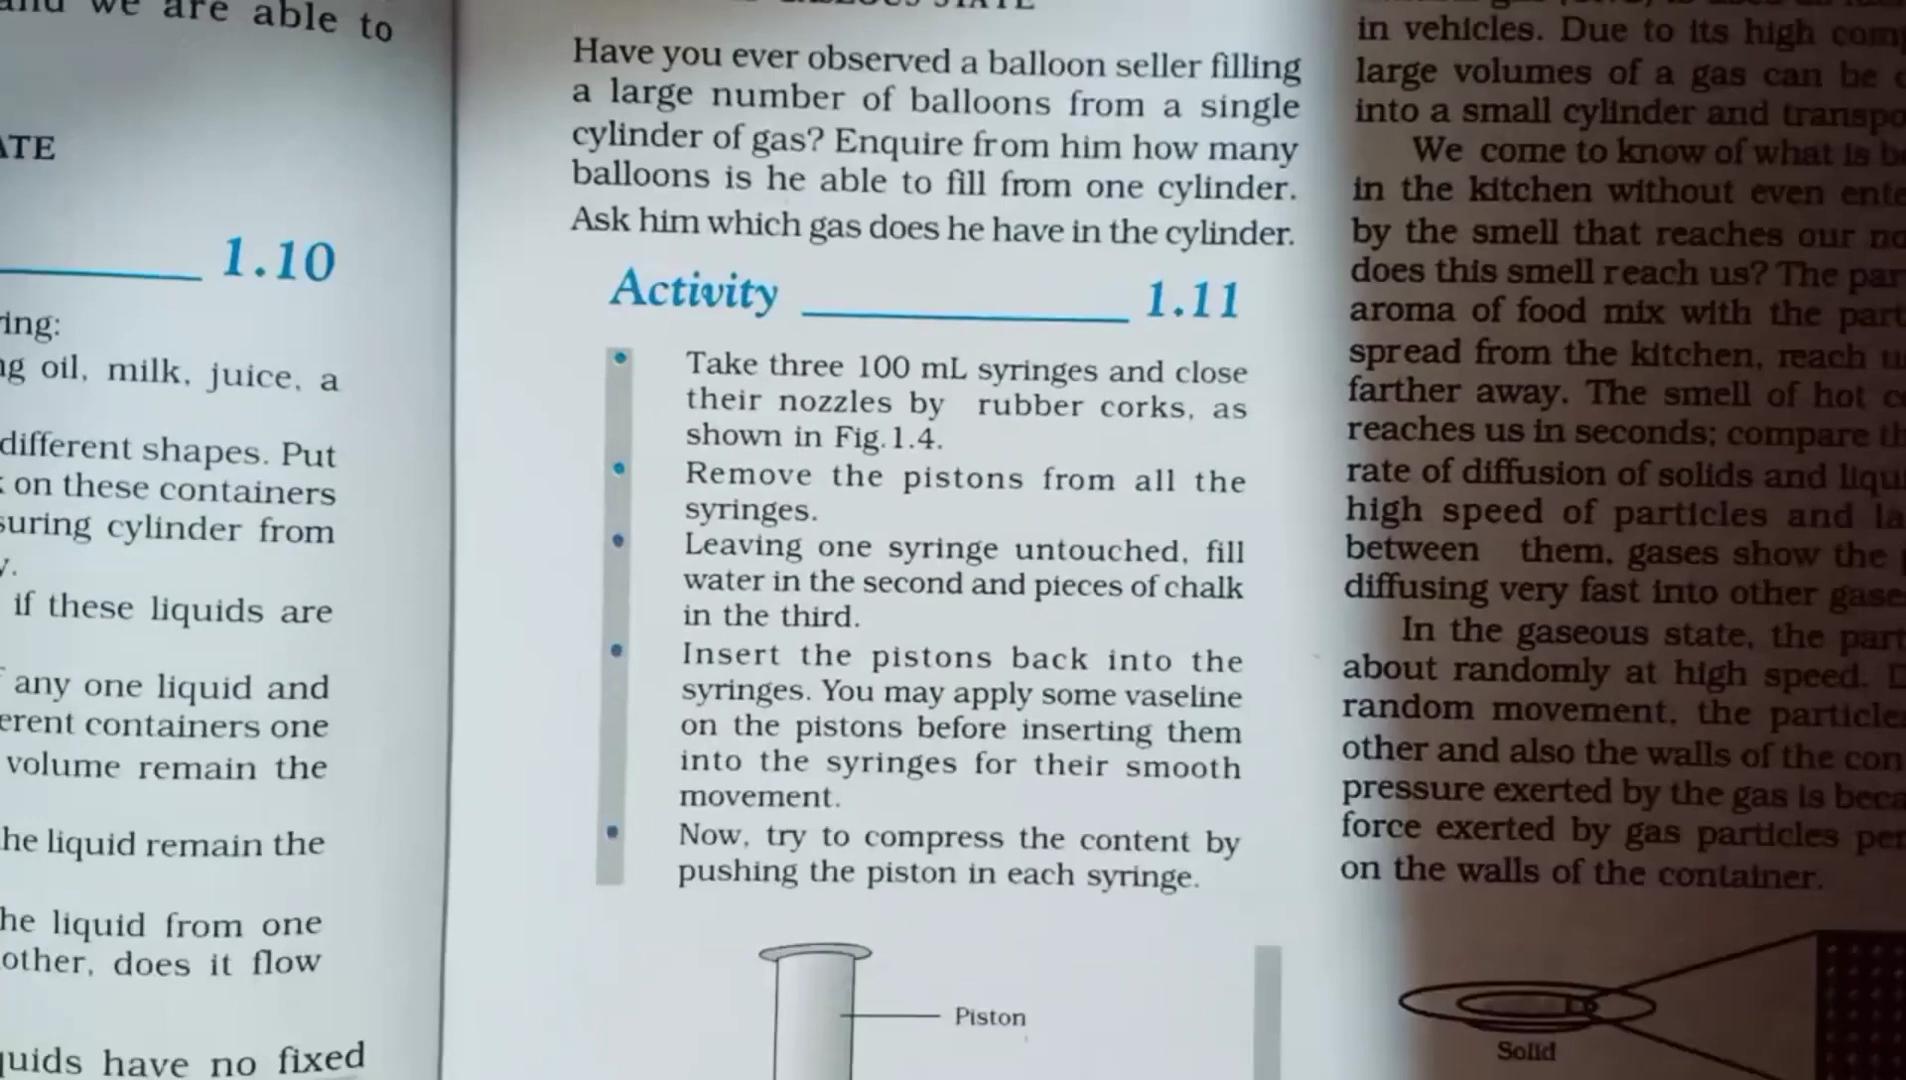 we are able to
1.10
oil, milk, juice, a
different shapes. Put
on these containers
cylinder from
if these liquids are
any one liquid and
containers one
volume remain the
liquid remain the
liquid from one
does it flow
have no fixed
Have you ever observed a balloon seller filling
a large number of balloons from a single
cylinder of gas? Enquire from him how many
balloons is he able to fill from one cylinder.
Ask him which gas does he have in the cylinder.
Activity 1.11
• Take three 100 mL syringes and close
their nozzles by rubber corks, as
shown in Fig.1.4.
• Remove the pistons from all the
syringes.
• Leaving one syringe untouched, fill
water in the second and pieces of chalk
in the third.
• Insert the pistons back into the
syringes. You may apply some vaseline
on the pistons before inserting them
into the syringes for their smooth
movement.
• Now, try to compress the content by
pushing the piston in each syringe.
Piston
in vehicles. Due to its high
large volumes of a gas can be
into a small cylinder and
We come to know of what is
in the kitchen without even
by the smell that reaches our
does this smell reach us? The
aroma of food mix with the
spread from the kitchen, reach
farther away. The smell of hot
reaches us in seconds; compare
rate of diffusion of solids and
high speed of particles and
between them, gases show the
diffusing very fast into other
In the gaseous state, the
about randomly at high speed.
random movement, the
other and also the walls of the
pressure exerted by the gas is
force exerted by gas particles
on the walls of the container.
Solid